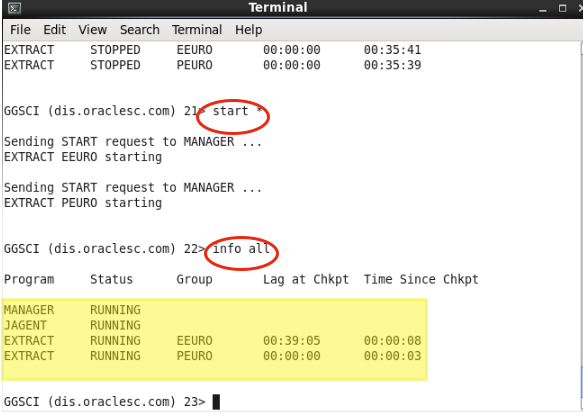 Terminal
File Edit View Search Terminal Help
EXTRACT STOPPED EEURO 00:00:00 00:35:41
EXTRACT STOPPED PEURO 00:00:00 00:35:39
GGSCI (dis.oraclesc.com) 21> start *
Sending START request to MANAGER ...
EXTRACT EEURO starting
Sending START request to MANAGER ...
EXTRACT PEURO starting
GGSCI (dis.oraclesc.com) 22> info all
Program Status Group Lag at Chkpt Time Since Chkpt
MANAGER RUNNING
JAGENT RUNNING
EXTRACT RUNNING EEURO 00:39:05 00:00:08
EXTRACT RUNNING PEURO 00:00:00 00:00:03
GGSCI (dis.oraclesc.com) 23>